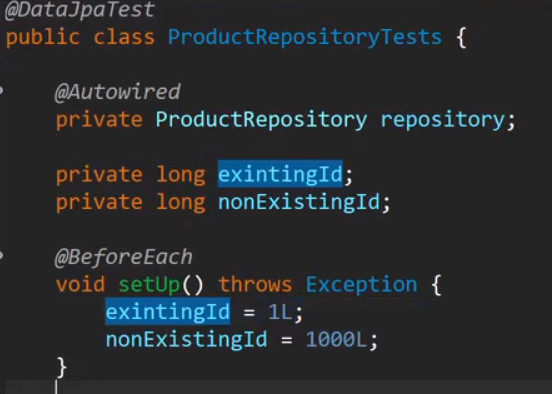 @DataJpaTest
public class ProductRepositoryTests {
@Autowired
private ProductRepository repository;
private long exintingId;
private long nonExistingId;
@BeforeEach
void setUp() throws Exception {
exintingId = 1L;
nonExistingId = 1000L;
}